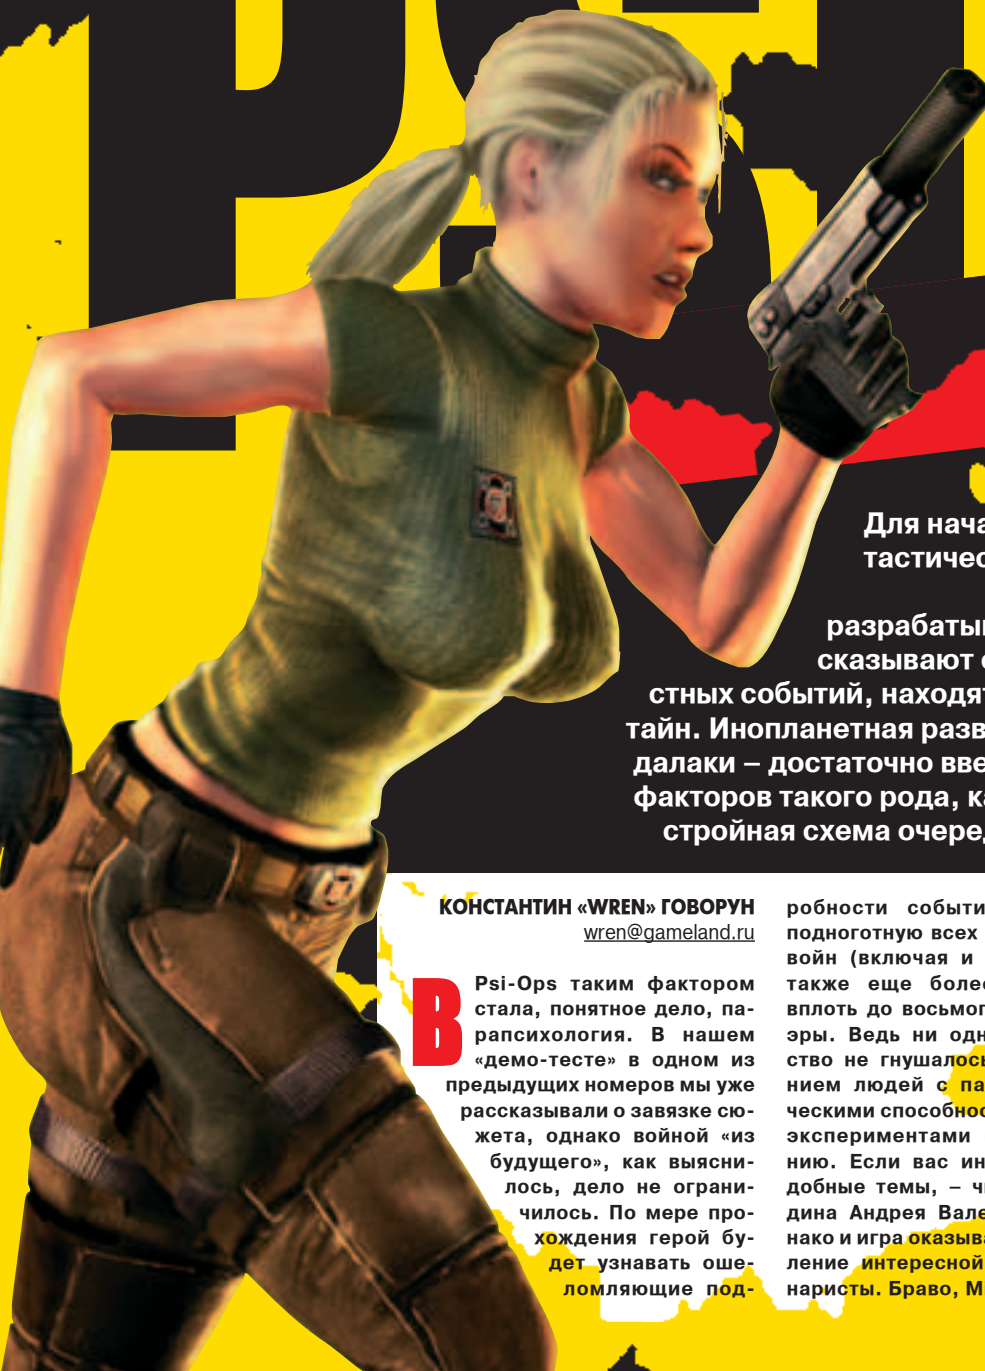 PSI
Для нача
тастичес
разрабаты
сказывают
стных событий, находят
тайн. Инопланетная разв
далаки – достаточно вве
факторов такого рода, ка
стройная схема очеред
КОНСТАНТИН «WREN» ГОВОРУН
wren@gameland.ru
В Psi-Ops таким фактором
стала, понятное дело, па-
рапсихология. В нашем
«демо-тесте» в одном из
предыдущих номеров мы уже
рассказывали о завязке сю-
жета, однако войной «из
будущего», как выясни-
лось, дело не ограни-
чилось. По мере про-
хождения герой бу-
дет узнавать оше-
ломляющие под-
робности событи
подноготную всех
войн (включая и
также еще более
вплоть до восьмог
эры. Ведь ни одн
ство не гнушалось
нием людей с па
ческими способнос
экспериментами
нию. Если вас ин
добные темы, – чи
дина Андрея Вале
нако и игра оказыва
ление интересной
наристы. Браво, M